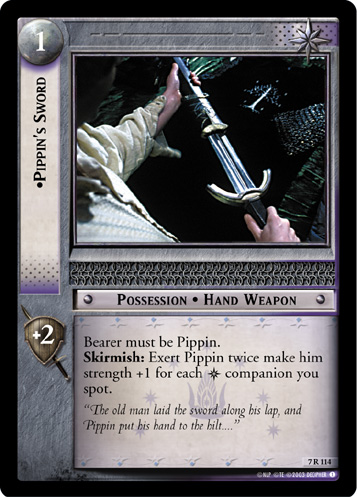 1
•PIPPIN'S SWORD
POSSESSION • HAND WEAPON
+2
Bearer must be Pippin.
Skirmish: Exert Pippin twice make him
strength +1 for each companion you
spot.
“The old man laid the sword along his lap, and
Pippin put his hand to the hilt....”
7 R 114